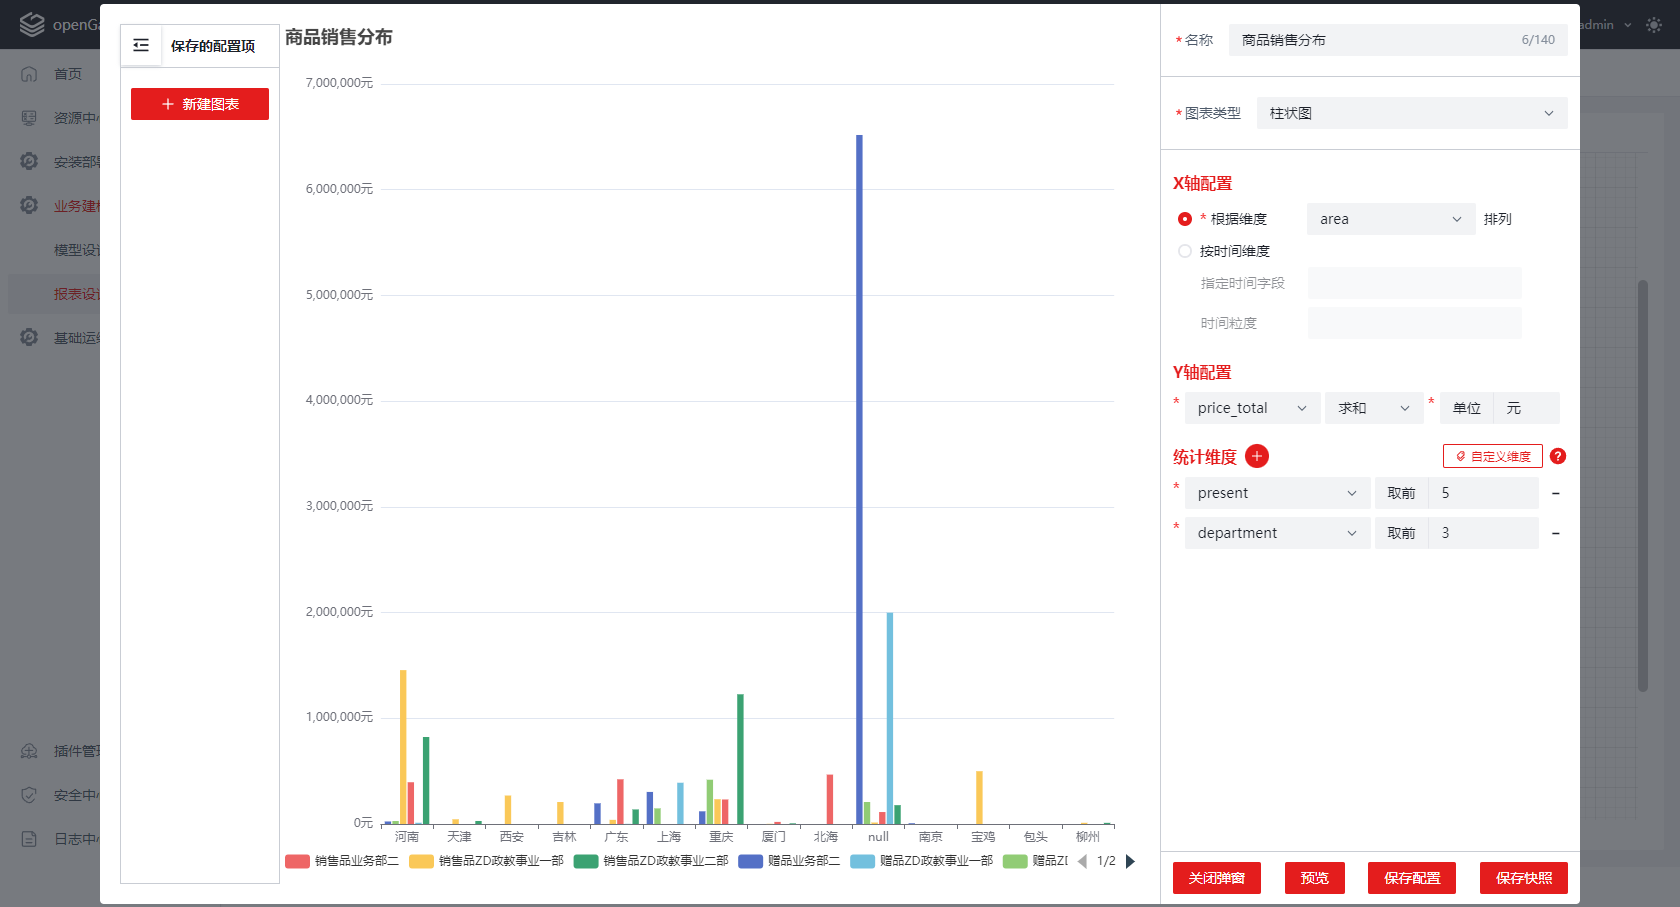 openGa
admin
首页
资源中
安装部
业务建
模型设
报表设
基础运
插件管
安全中
日志中
保存的配置项
新建图表
商品销售分布
7,000,000元
6,000,000元
5,000,000元
4,000,000元
3,000,000元
2,000,000元
1,000,000元
0元
河南 天津 西安 吉林 广东 上海 重庆 厦门 北海 null 南京 宝鸡 包头 柳州
销售品业务部二 销售品ZD政教事业一部 销售品ZD政教事业二部 赠品业务部二 赠品ZD政教事业一部 赠品ZI 1/2
* 名称 商品销售分布 6/140
* 图表类型 柱状图
X轴配置
* 根据维度 area 排列
按时间维度
指定时间字段
时间粒度
Y轴配置
* price_total 求和 * 单位 元
统计维度 自定义维度 ?
* present 取前 5
* department 取前 3
关闭弹窗 预览 保存配置 保存快照